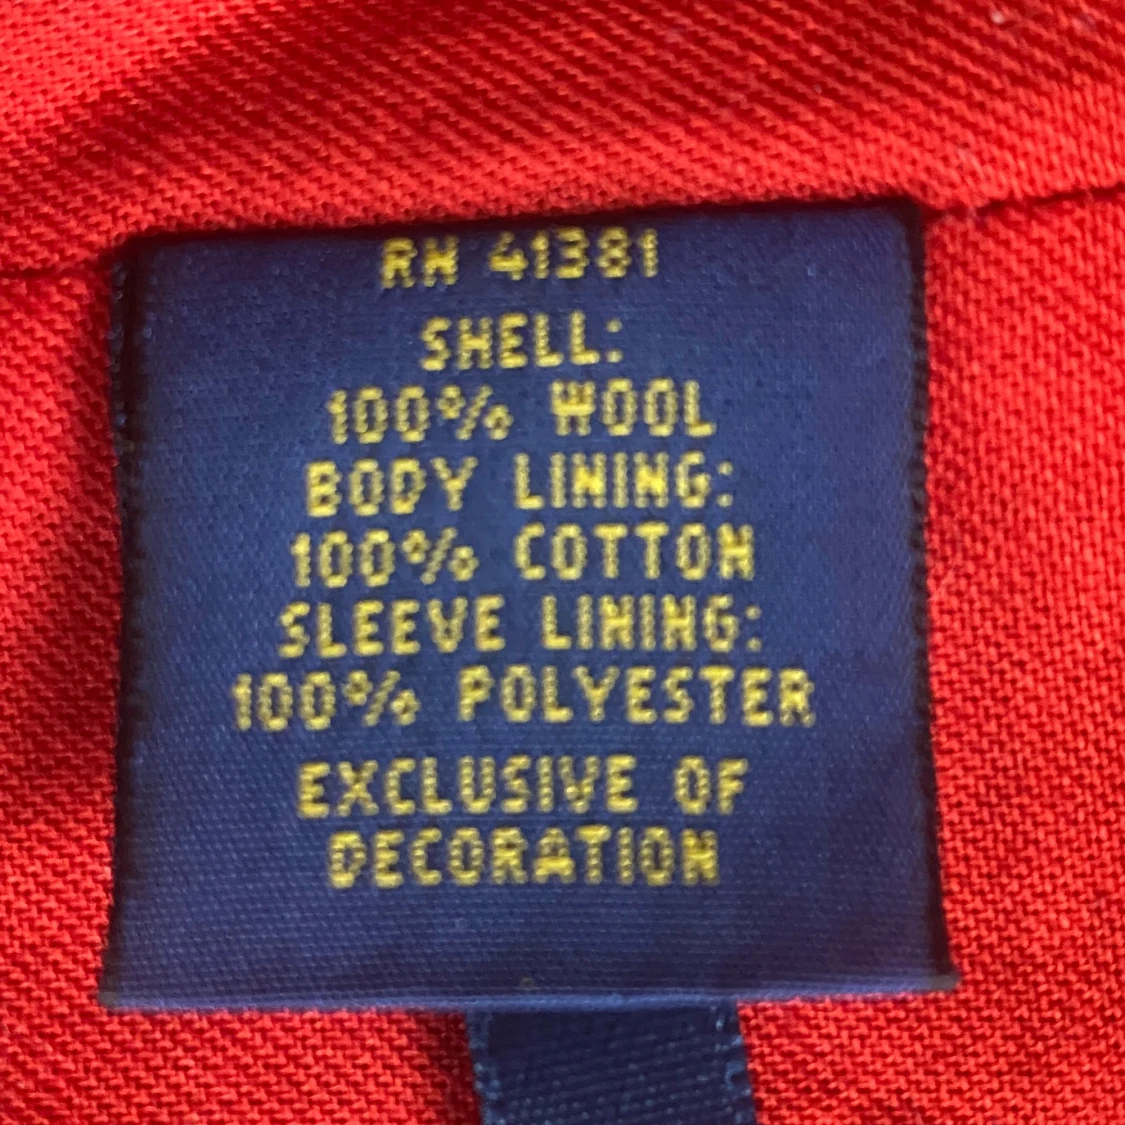 RN 41381
SHELL:
100% WOOL
BODY LINING:
100% COTTON
SLEEVE LINING:
100% POLYESTER
EXCLUSIVE OF
DECORATION